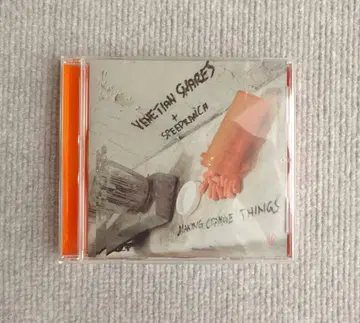 VENETIAN SNARES
+
SPEEDRANCH
MAKING ORANGE THINGS